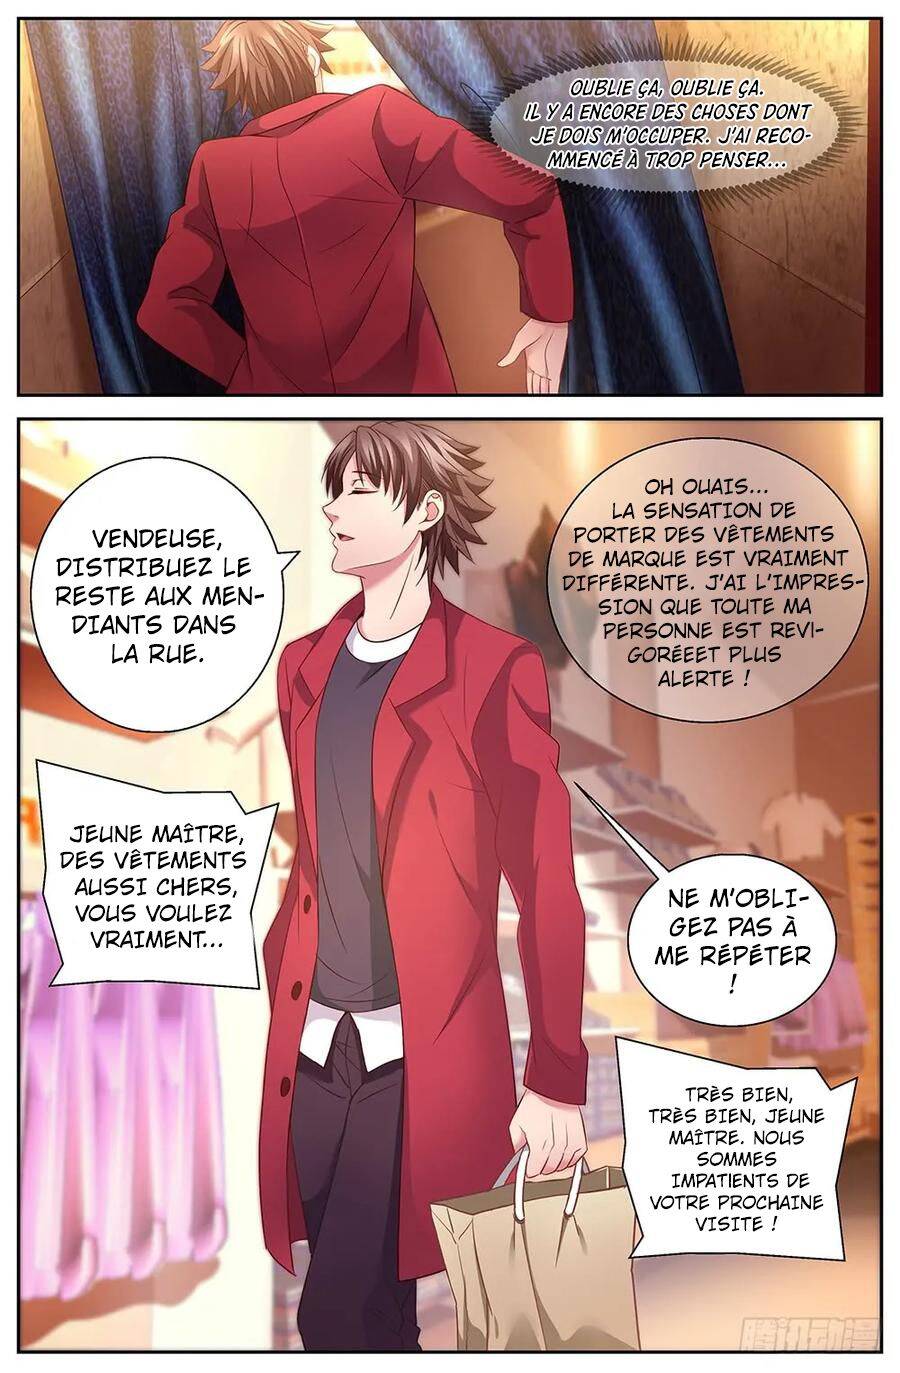 OUBLIE ÇA, OUBLIE ÇA.
IL Y A ENCORE DES CHOSES DONT
JE DOIS M'OCCUPER. J'AI RECO-
MMENCÉ À TROP PENSER...
VENDEUSE,
DISTRIBUEZ LE
RESTE AUX MEN-
DIANTS DANS
LA RUE.
OH OUAIS...
LA SENSATION DE
PORTER DES VÊTEMENTS
DE MARQUE EST VRAIMENT
DIFFÉRENTE. J'AI L'IMPRES-
SION QUE TOUTE MA
PERSONNE EST REVI-
GORÉEET PLUS
ALERTE !
JEUNE MAÎTRE,
DES VÊTEMENTS
AUSSI CHERS,
VOUS VOULEZ
VRAIMENT...
NE M'OBLI-
GEZ PAS À
ME RÉPÉTER
!
TRÈS BIEN,
TRÈS BIEN, JEUNE
MAÎTRE. NOUS
SOMMES
IMPATIENTS DE
VOTRE PROCHAINE
VISITE !
腾讯动漫